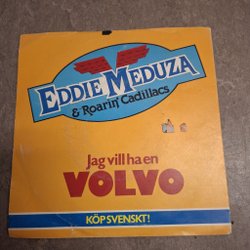 EDDIE MEDUZA
& Roarin' Cadillacs
Jag vill ha en
VOLVO
KÖP SVENSKT!